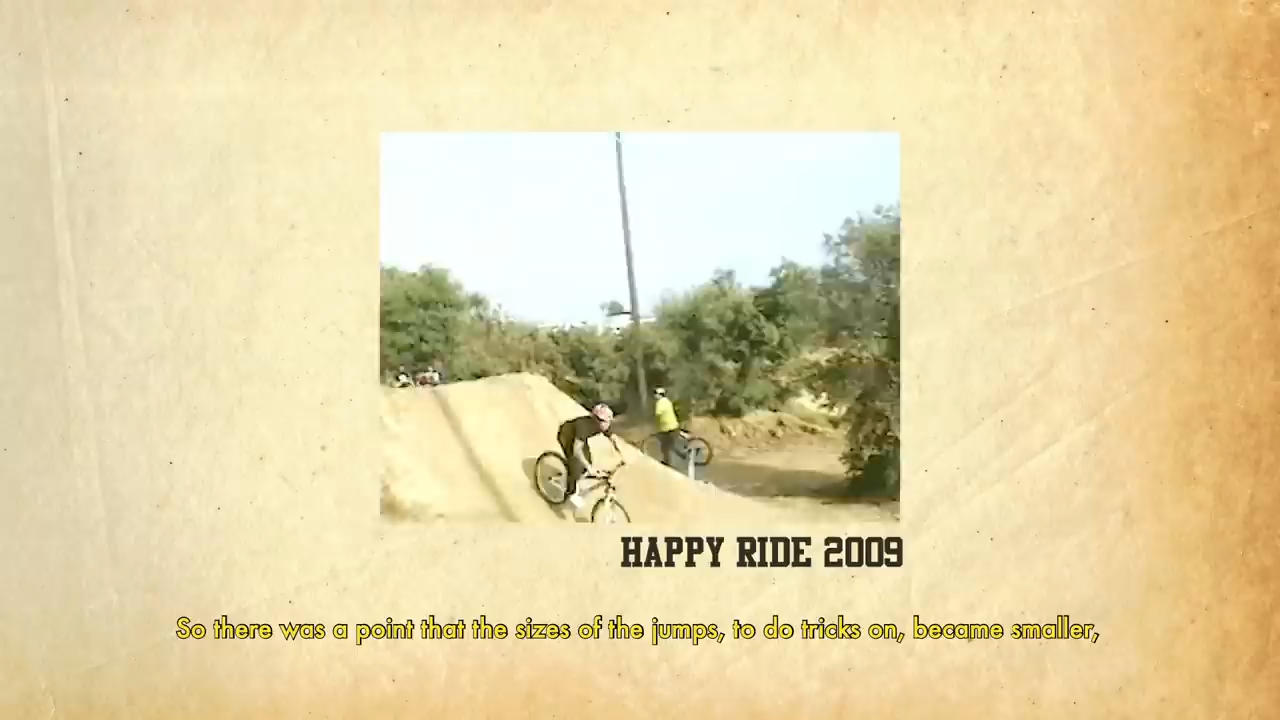 HAPPY RIDE 2009
So there was a point that the sizes of the jumps, to do tricks on, became smaller,